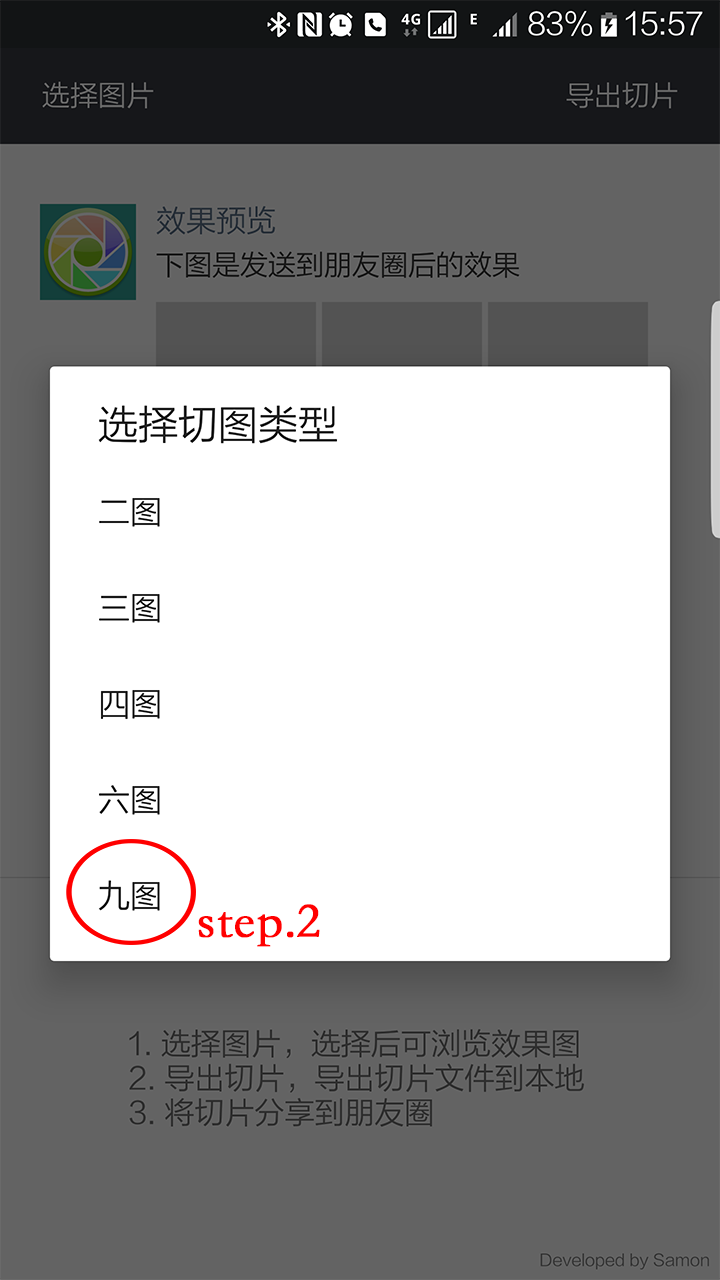 4G E 83% 15:57
选择图片 导出切片
效果预览
下图是发送到朋友圈后的效果
选择切图类型
二图
三图
四图
六图
九图
step.2
1. 选择图片，选择后可浏览效果图
2. 导出切片，导出切片文件到本地
3. 将切片分享到朋友圈
Developed by Samon